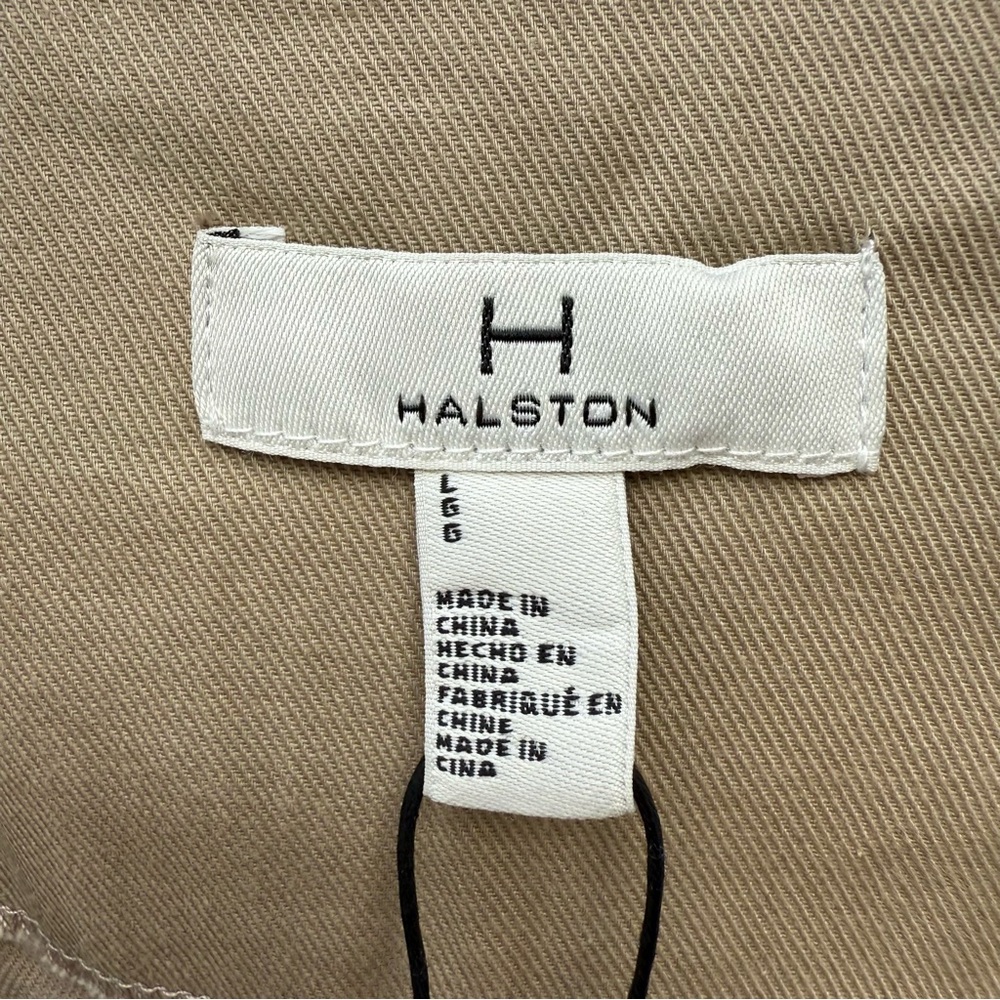 H
HALSTON
L
G
G
MADE IN
CHINA
HECHO EN
CHINA
FABRIQUÉ EN
CHINE
MADE IN
CINA